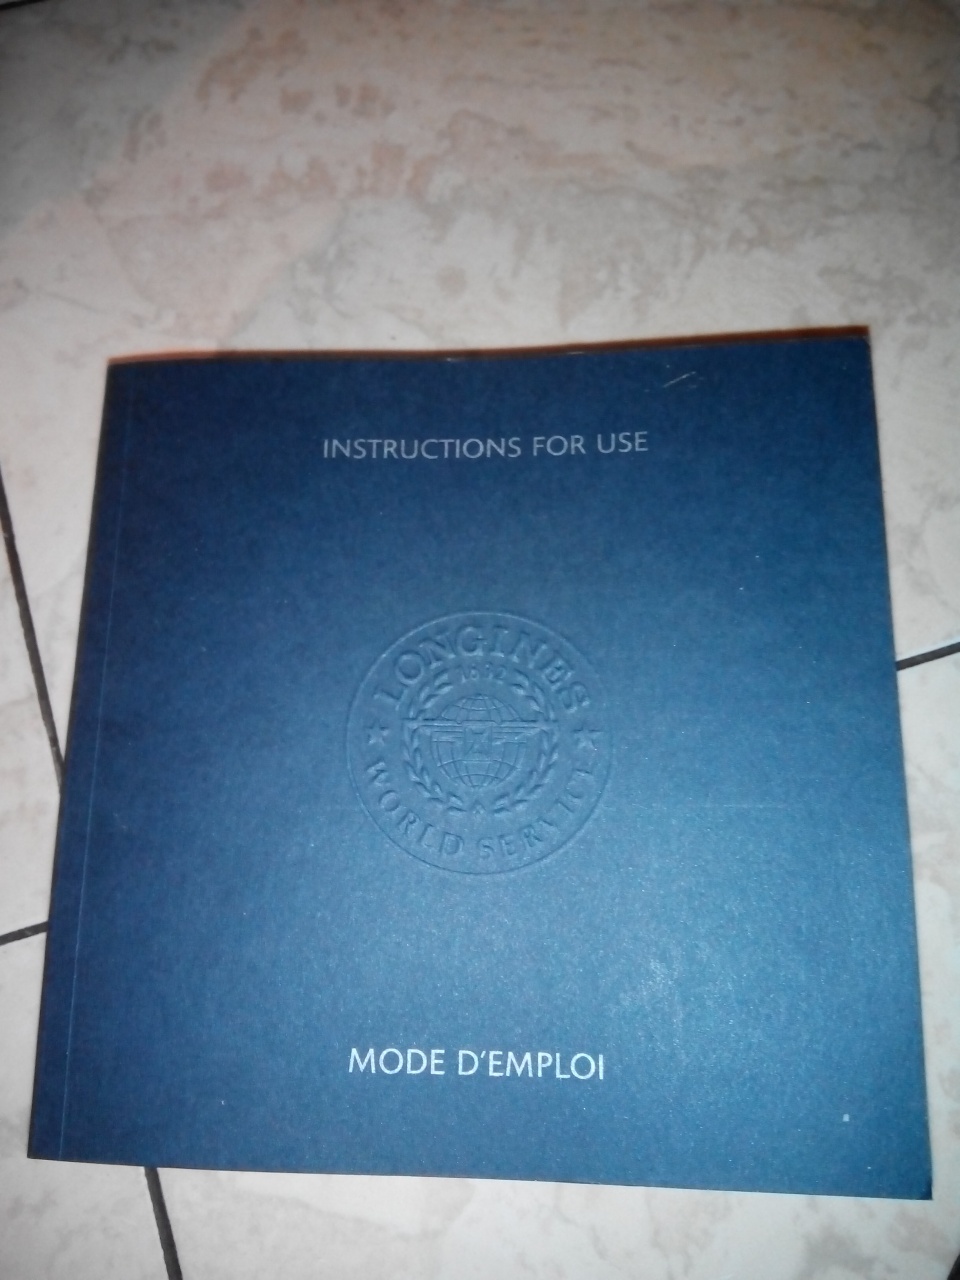 INSTRUCTIONS FOR USE
LONGINES
1832
WORLD SERVICE
MODE D'EMPLOI